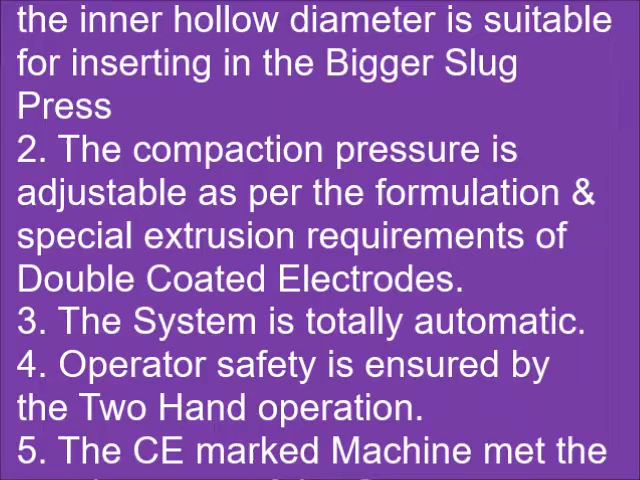 the inner hollow diameter is suitable
for inserting in the Bigger Slug
Press
2. The compaction pressure is
adjustable as per the formulation &
special extrusion requirements of
Double Coated Electrodes.
3. The System is totally automatic.
4. Operator safety is ensured by
the Two Hand operation.
5. The CE marked Machine met the